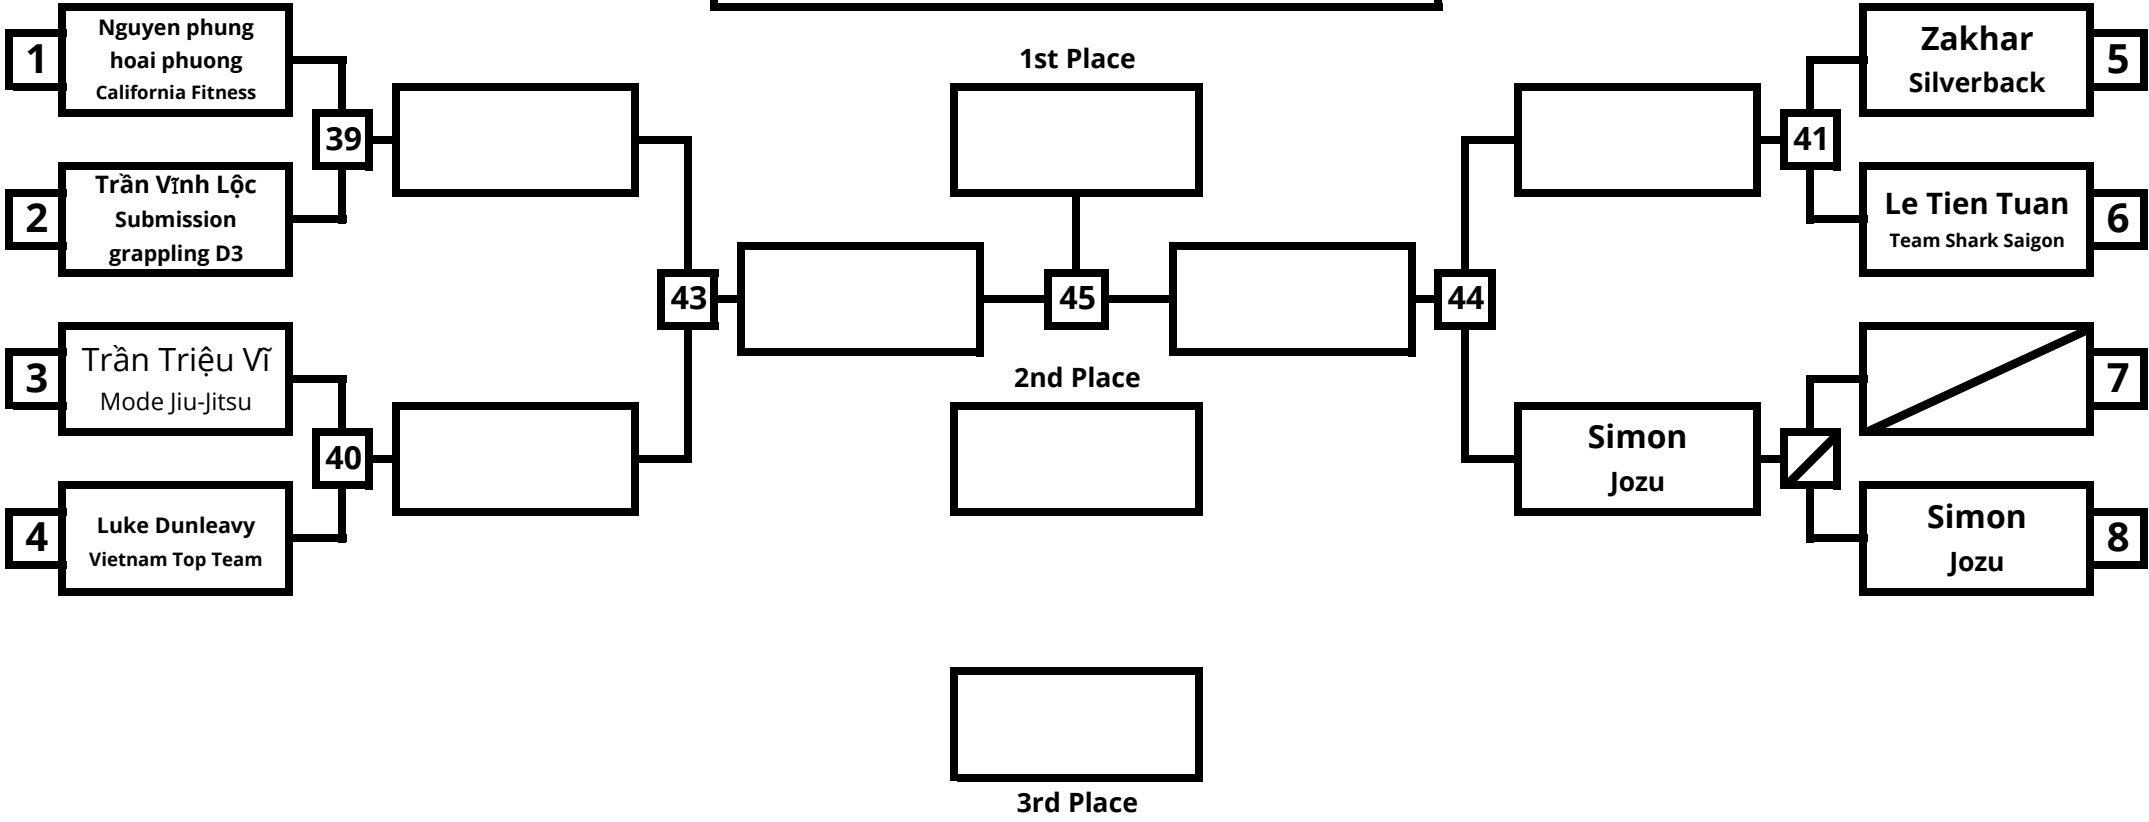 1
Nguyen phung
hoai phuong
California Fitness
39
2
Trần Vĩnh Lộc
Submission
grappling D3
3
Trần Triệu Vĩ
Mode Jiu-Jitsu
40
4
Luke Dunleavy
Vietnam Top Team
43
1st Place
45
2nd Place
3rd Place
44
Simon
Jozu
41
Zakhar
Silverback
5
Le Tien Tuan
Team Shark Saigon
6
7
Simon
Jozu
8